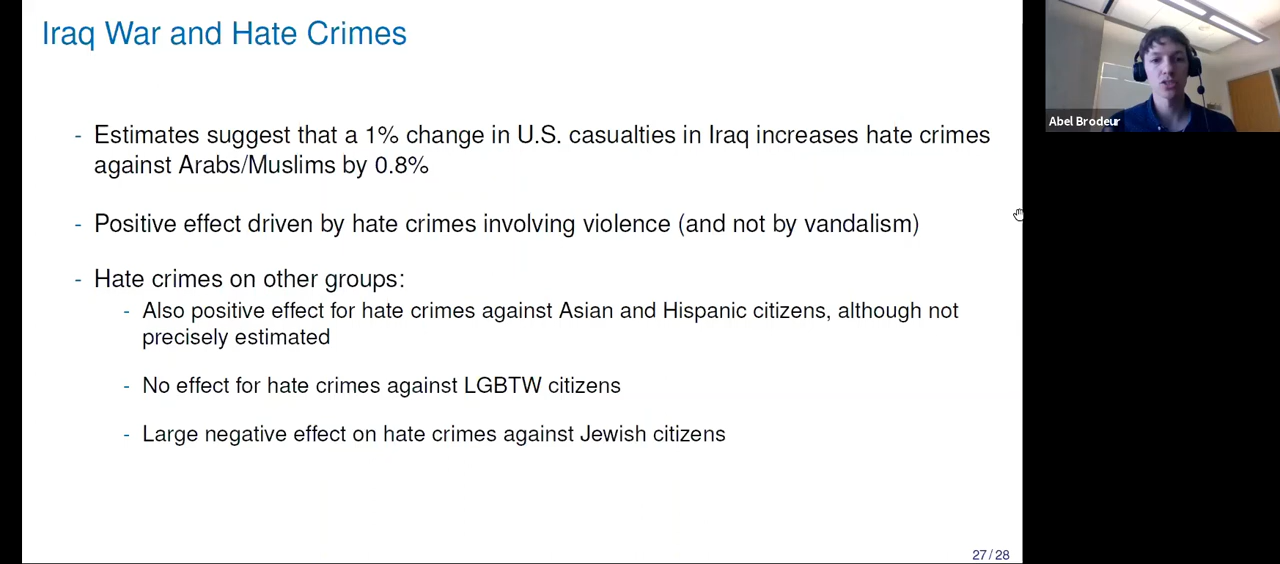 Iraq War and Hate Crimes
- Estimates suggest that a 1% change in U.S. casualties in Iraq increases hate crimes
against Arabs/Muslims by 0.8%
- Positive effect driven by hate crimes involving violence (and not by vandalism)
- Hate crimes on other groups:
- Also positive effect for hate crimes against Asian and Hispanic citizens, although not
precisely estimated
- No effect for hate crimes against LGBTW citizens
- Large negative effect on hate crimes against Jewish citizens
27 / 28
Abel Brodeur